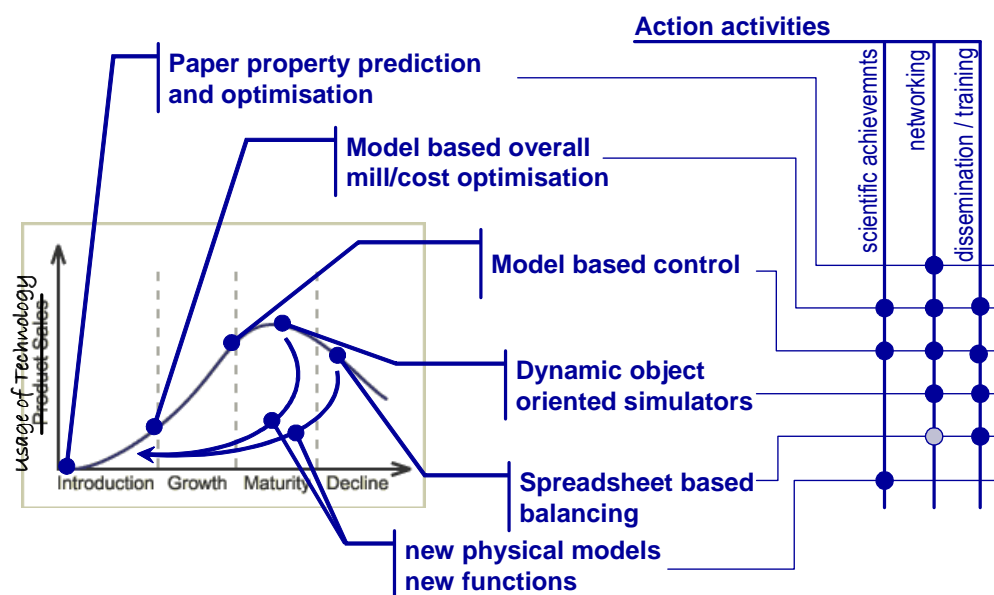 Action activities
scientific achievemnts
networking
dissemination / training
Paper property prediction
and optimisation
Model based overall
mill/cost optimisation
Model based control
Dynamic object
oriented simulators
Spreadsheet based
balancing
new physical models
new functions
Usage of Technology
Product Sales
Introduction Growth Maturity Decline